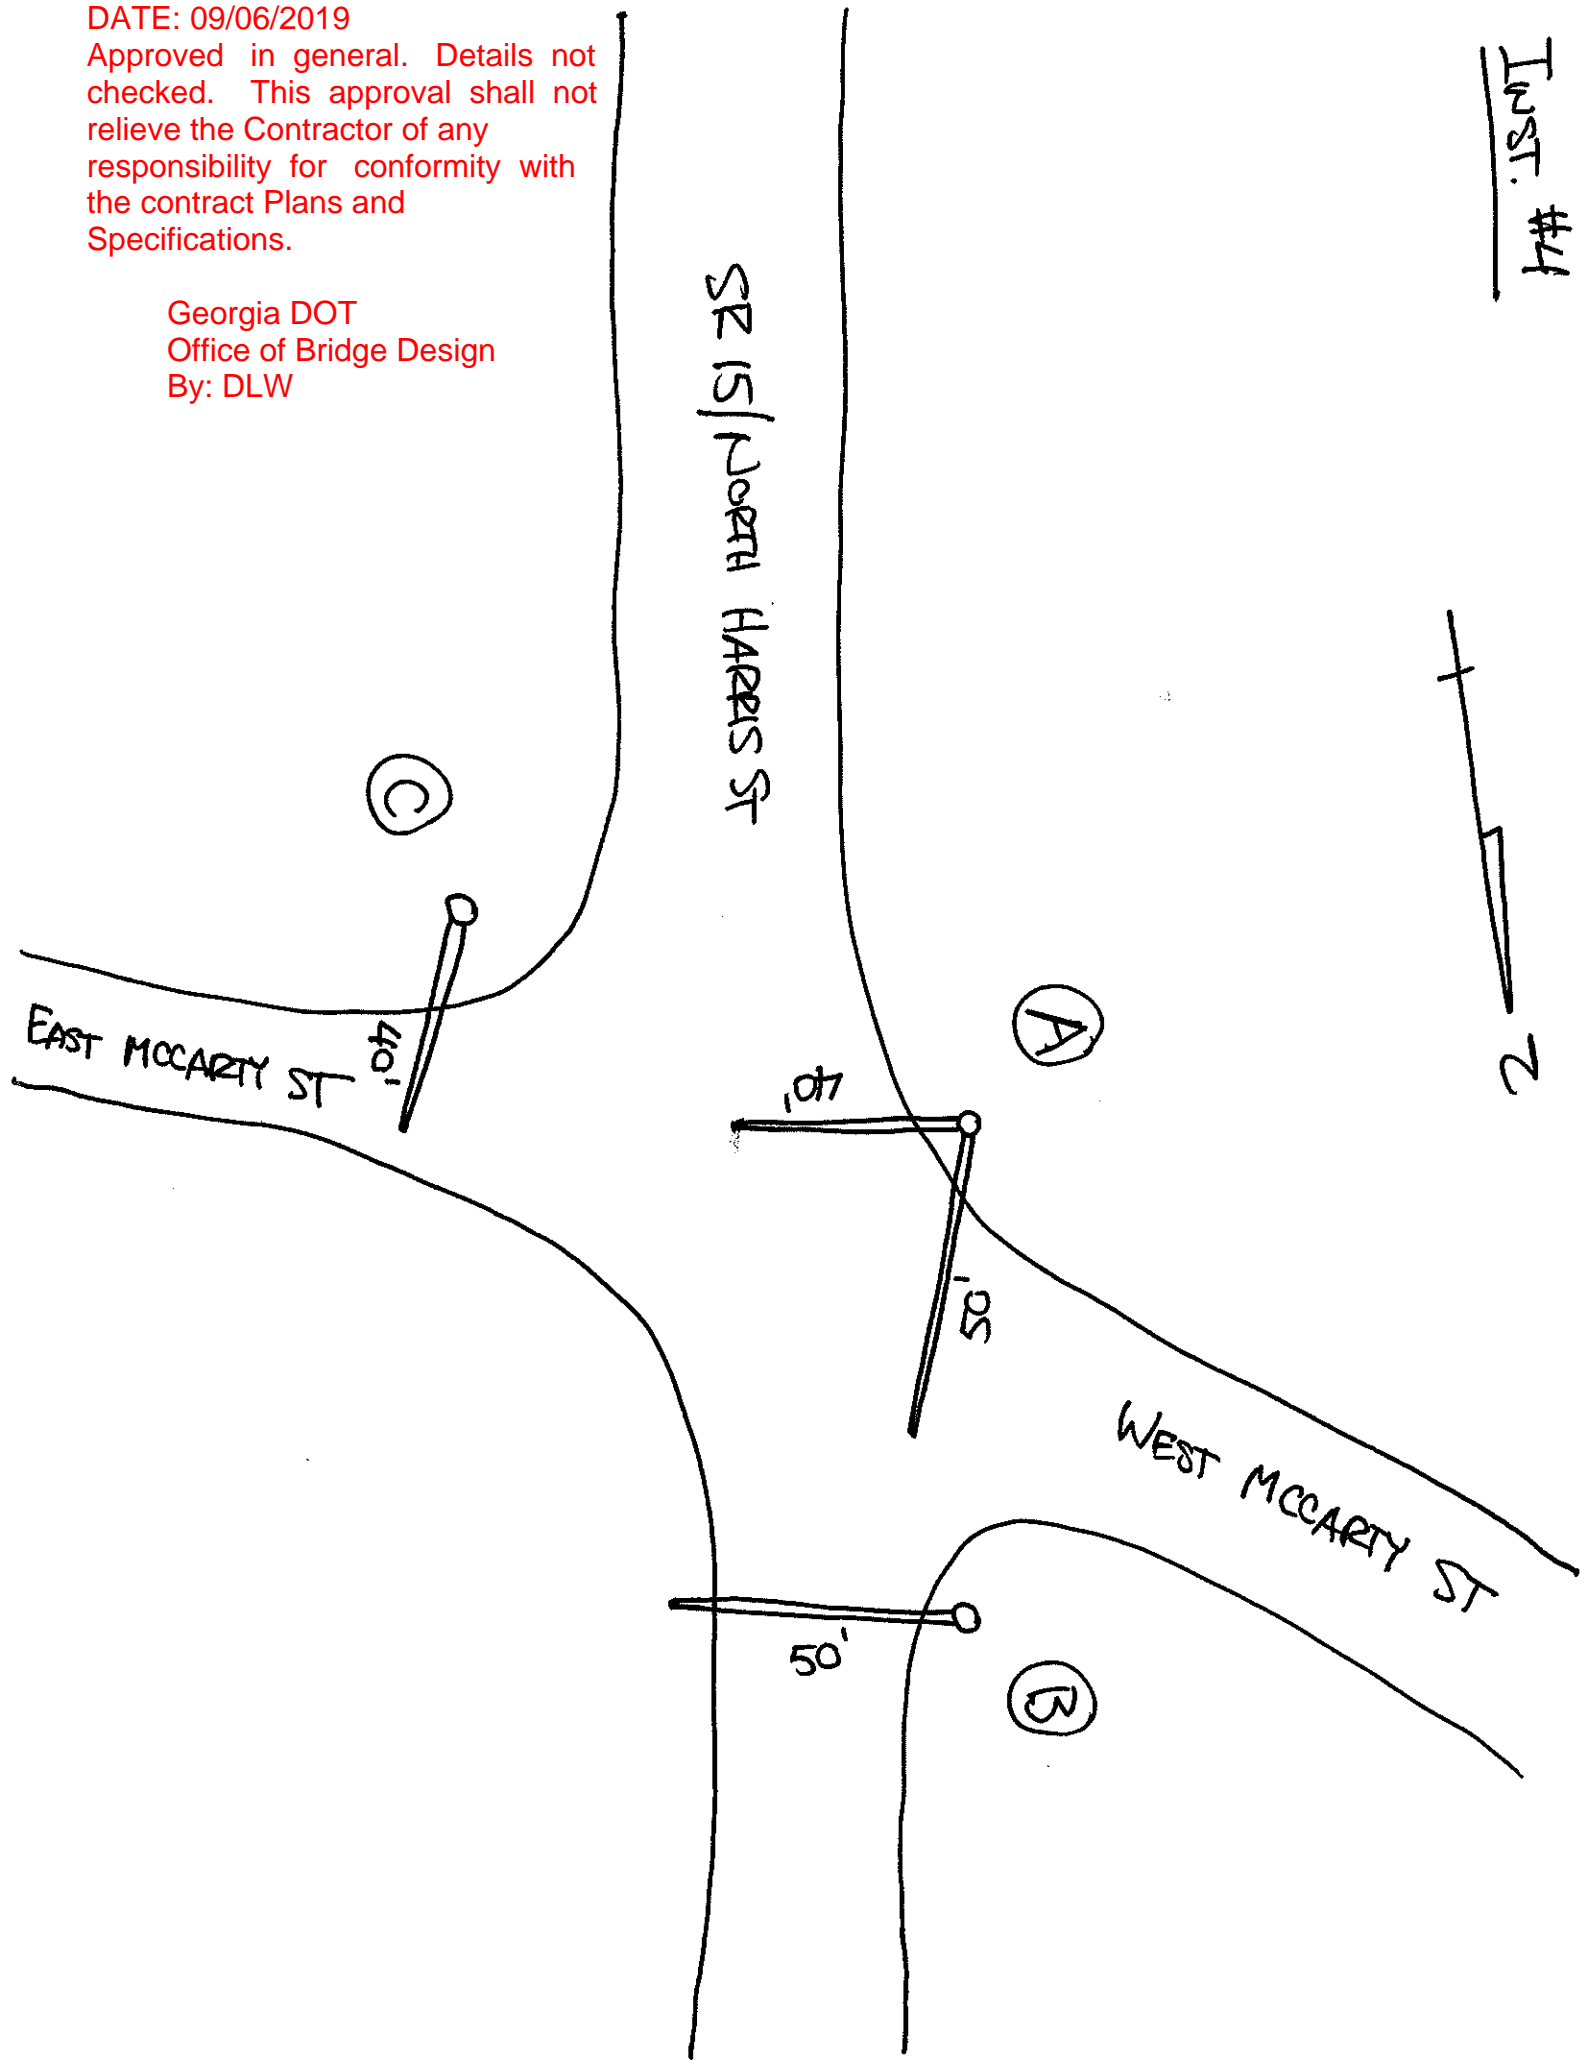 DATE: 09/06/2019
Approved in general. Details not
checked. This approval shall not
relieve the Contractor of any
responsibility for conformity with
the contract Plans and
Specifications.
Georgia DOT
Office of Bridge Design
By: DLW
INST. #4
SR 15/NORTH HARRIS ST
N
C
A
40'
EAST MCCARTY ST
40'
50'
WEST MCCARTY ST
50'
B